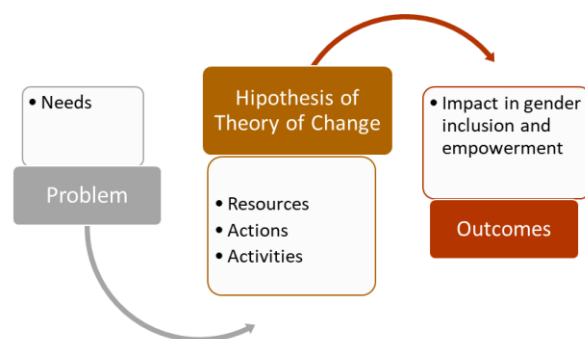 • Needs
Problem
Hipothesis of
Theory of Change
• Resources
• Actions
• Activities
• Impact in gender
inclusion and
empowerment
Outcomes